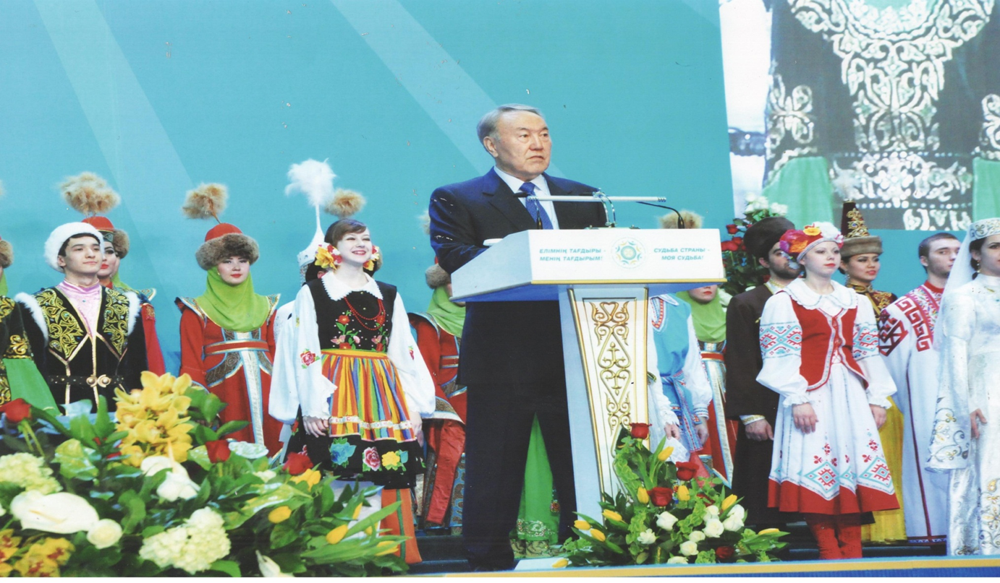 ЕЛІМНІҢ ТАҒДЫРЫ -
МЕНІҢ ТАҒДЫРЫМ!
СУДЬБА СТРАНЫ -
МОЯ СУДЬБА!